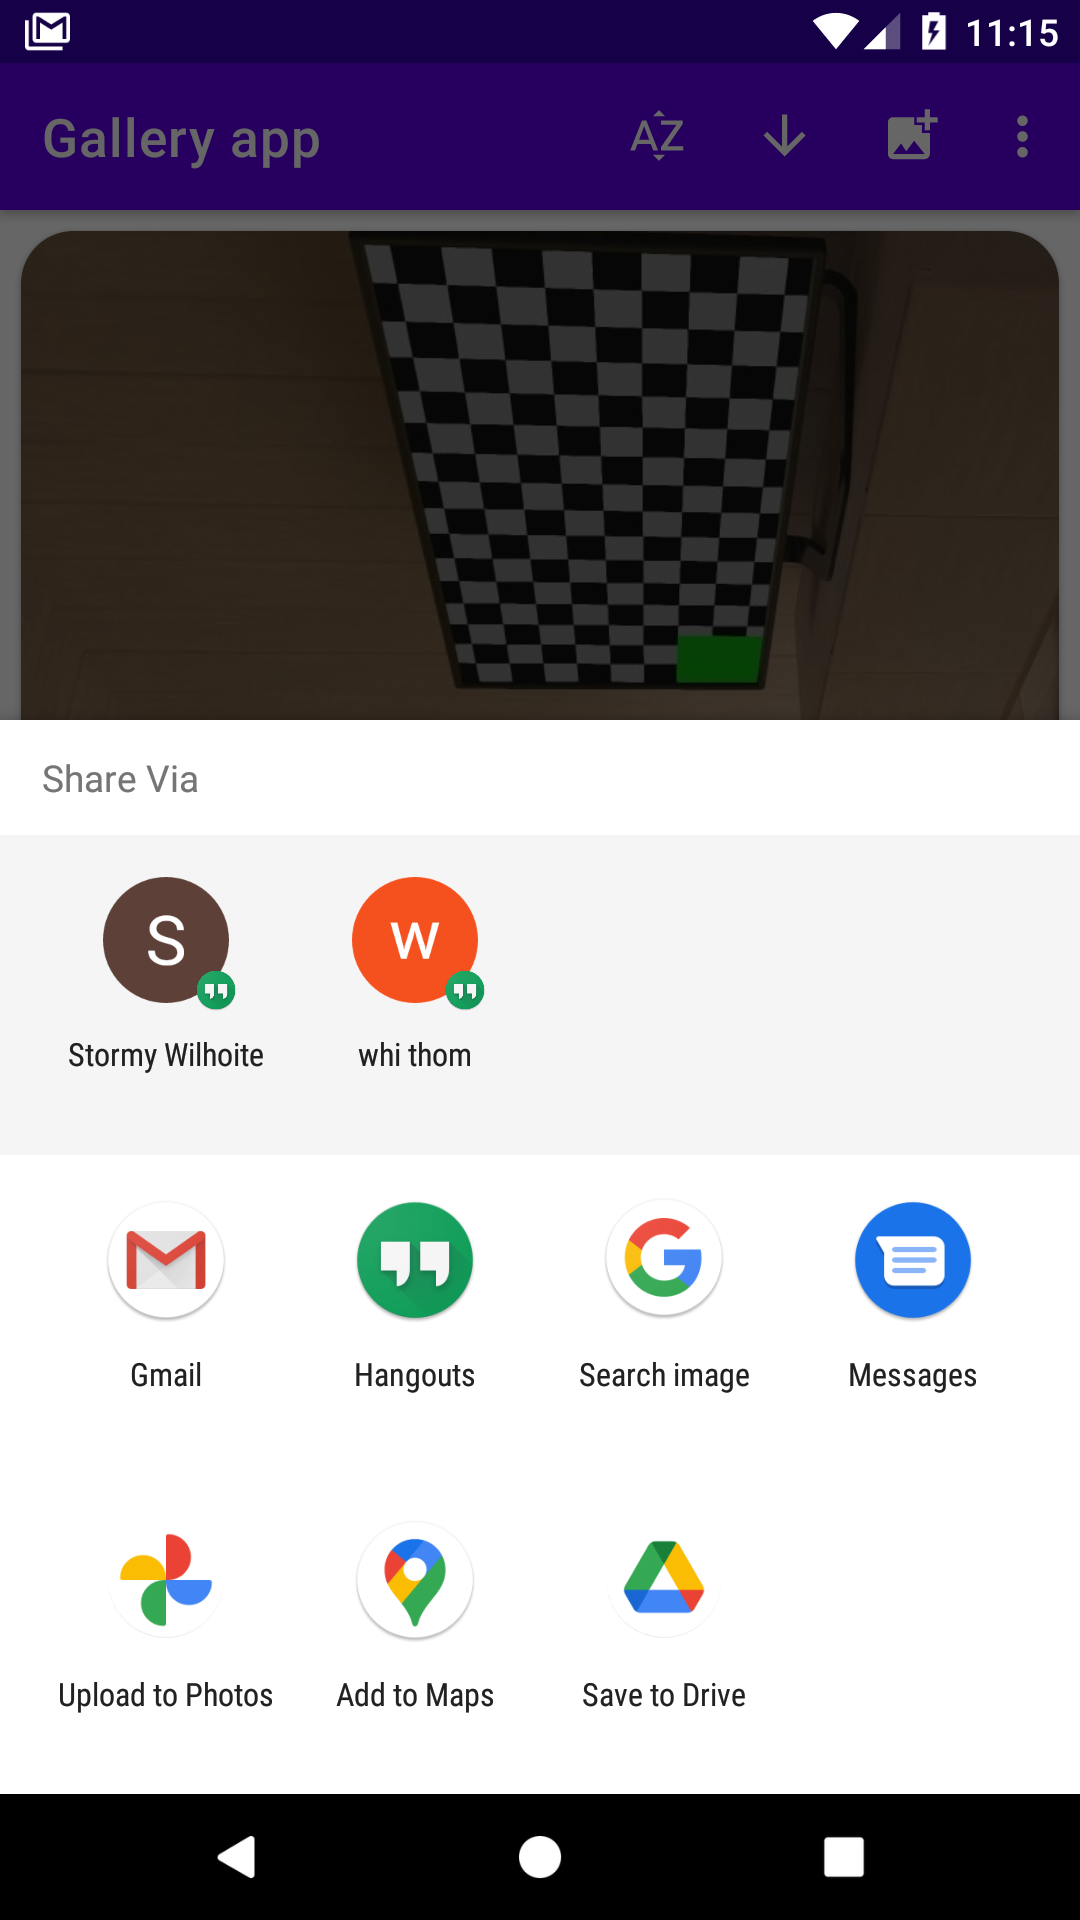 11:15
Gallery app
AZ
Share Via
S
W
Stormy Wilhoite
whi thom
Gmail
Hangouts
Search image
Messages
Upload to Photos
Add to Maps
Save to Drive